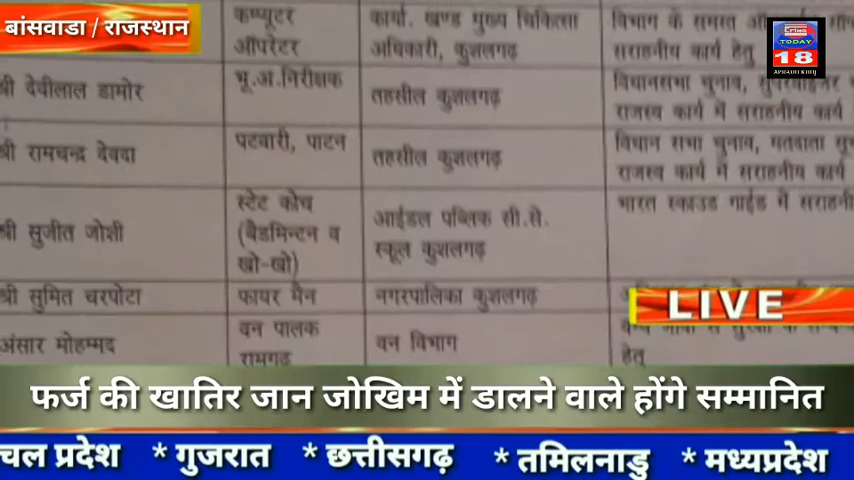 बांसवाडा / राजस्थान
TODAY
18
कम्प्यूटर ऑपरेटर
कार्या. खण्ड मुख्य चिकित्सा अधिकारी, कुशलगढ़
विभाग के समस्त
सराहनीय कार्य हेतु
श्री देवीलाल डामोर
भू.अ.निरीक्षक
तहसील कुशलगढ़
विधानसभा चुनाव,
राजस्व कार्य में सराहनीय कार्य
श्री रामचन्द्र देवदा
पटवारी, पाटन
तहसील कुशलगढ़
विधान सभा चुनाव, मतदाता
राजस्व कार्य में सराहनीय कार्य
श्री सुजीत जोशी
स्टेट कोच
(बैडमिन्टन व
खो-खो)
आईडल पब्लिक सी.से.
स्कूल कुशलगढ़
भारत स्काउड गाईड में
श्री सुमित चरपोटा
फायर मैन
नगरपालिका कुशलगढ़
अंसार मोहम्मद
वन पालक
रामगढ़
वन विभाग
हेतु
LIVE
फर्ज की खातिर जान जोखिम में डालने वाले होंगे सम्मानित
चल प्रदेश * गुजरात * छत्तीसगढ़ * तमिलनाडु * मध्यप्रदेश